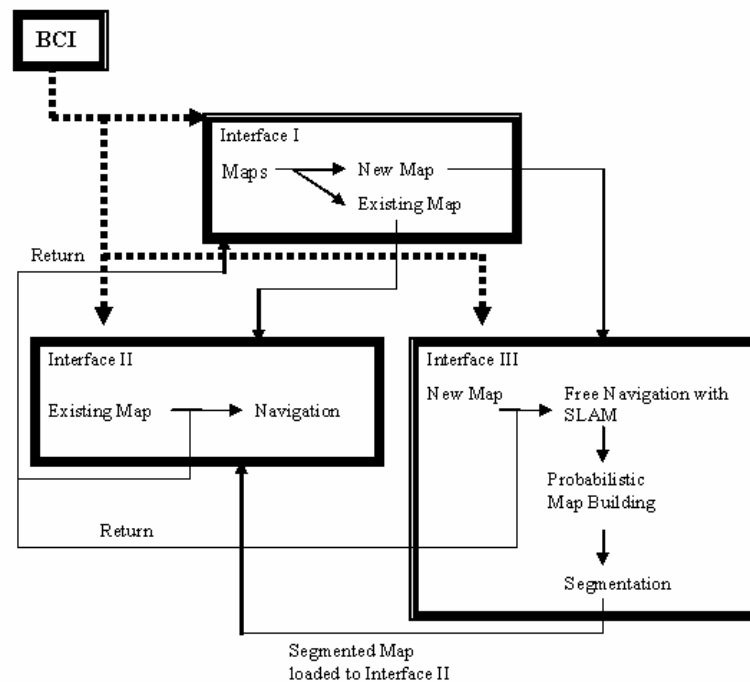 BCI
Interface I
Maps
New Map
Existing Map
Return
Interface II
Existing Map
Navigation
Interface III
New Map
Free Navigation with
SLAM
Probabilistic
Map Building
Segmentation
Return
Segmented Map
loaded to Interface II